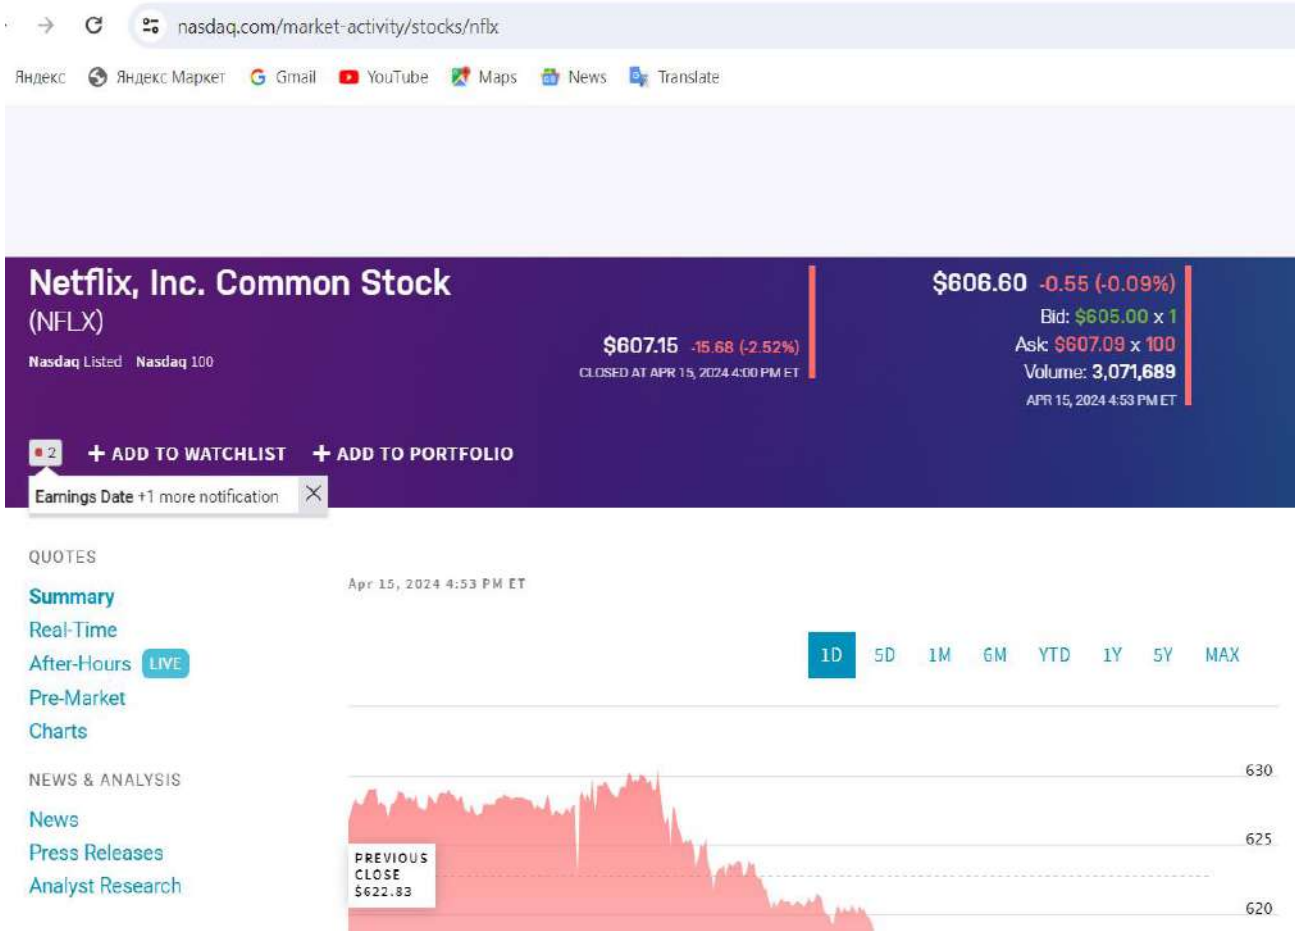 nasdaq.com/market-activity/stocks/nflx
Яндекс Яндекс Маркет Gmail YouTube Maps News Translate
Netflix, Inc. Common Stock
(NFLX)
Nasdaq Listed Nasdaq 100
$607.15 -15.68 (-2.52%)
CLOSED AT APR 15, 2024 4:00 PM ET
$606.60 -0.55 (-0.09%)
Bid: $605.00 x 1
Ask: $607.09 x 100
Volume: 3,071,689
APR 15, 2024 4:53 PM ET
2 + ADD TO WATCHLIST + ADD TO PORTFOLIO
Earnings Date +1 more notification
QUOTES
Summary
Real-Time
After-Hours LIVE
Pre-Market
Charts
NEWS & ANALYSIS
News
Press Releases
Analyst Research
Apr 15, 2024 4:53 PM ET
1D 5D 1M 6M YTD 1Y 5Y MAX
630
625
620
PREVIOUS
CLOSE
$622.83